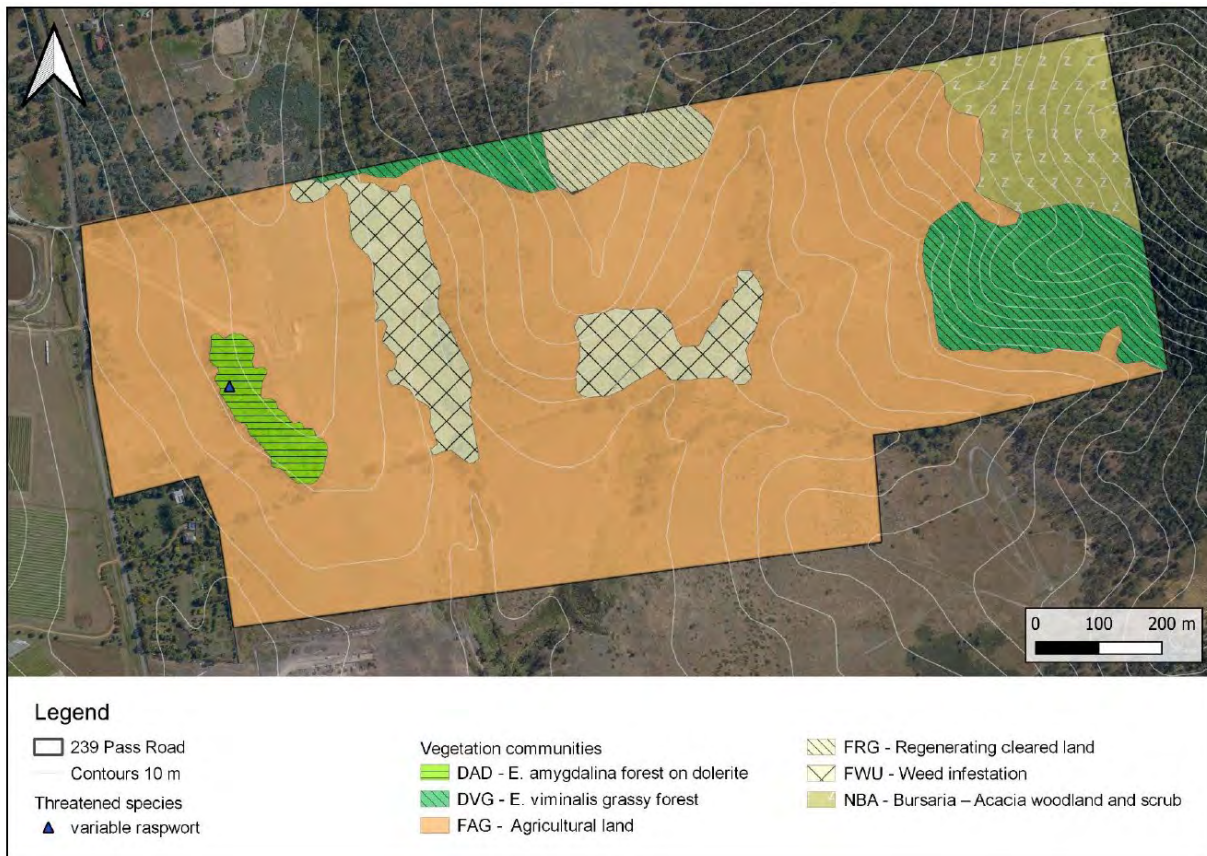 0 100 200 m
Legend
239 Pass Road
Contours 10 m
Threatened species
variable raspwort
Vegetation communities
DAD - E. amygdalina forest on dolerite
DVG - E. viminalis grassy forest
FAG - Agricultural land
FRG - Regenerating cleared land
FWU - Weed infestation
NBA - Bursaria – Acacia woodland and scrub